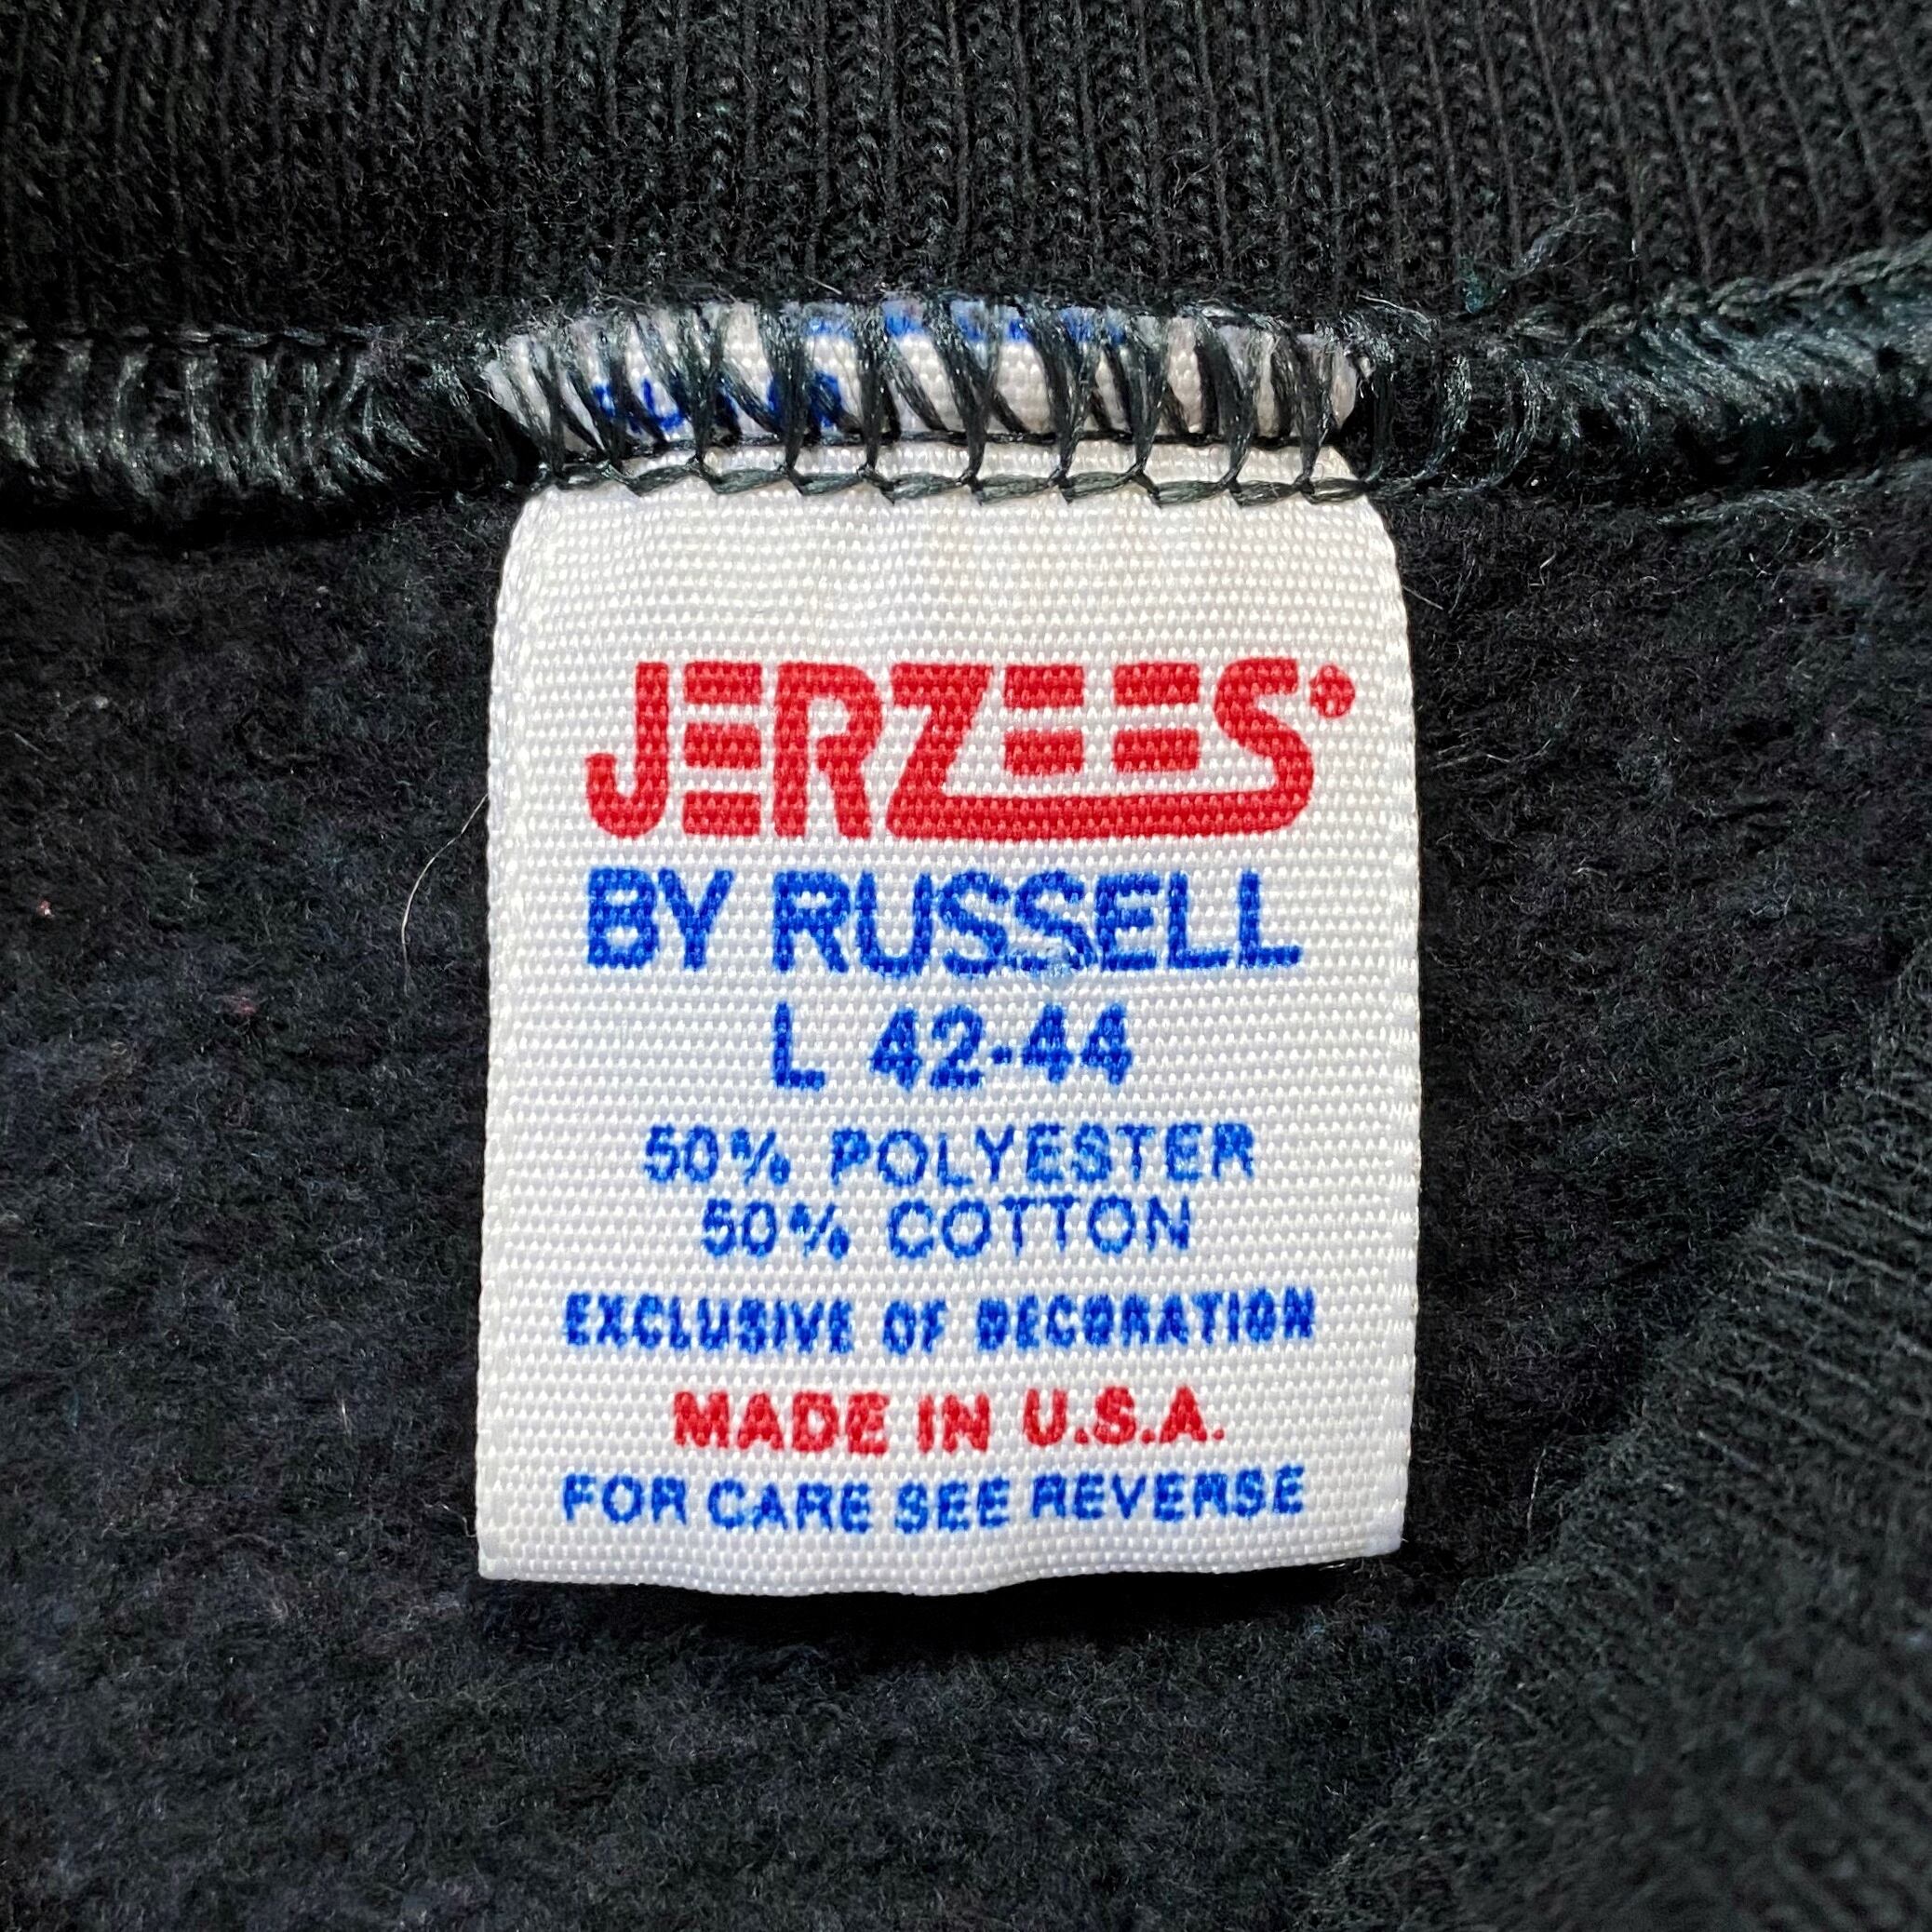 JERZEES®
BY RUSSELL
L 42-44
50% POLYESTER
50% COTTON
EXCLUSIVE OF DECORATION
MADE IN U.S.A.
FOR CARE SEE REVERSE